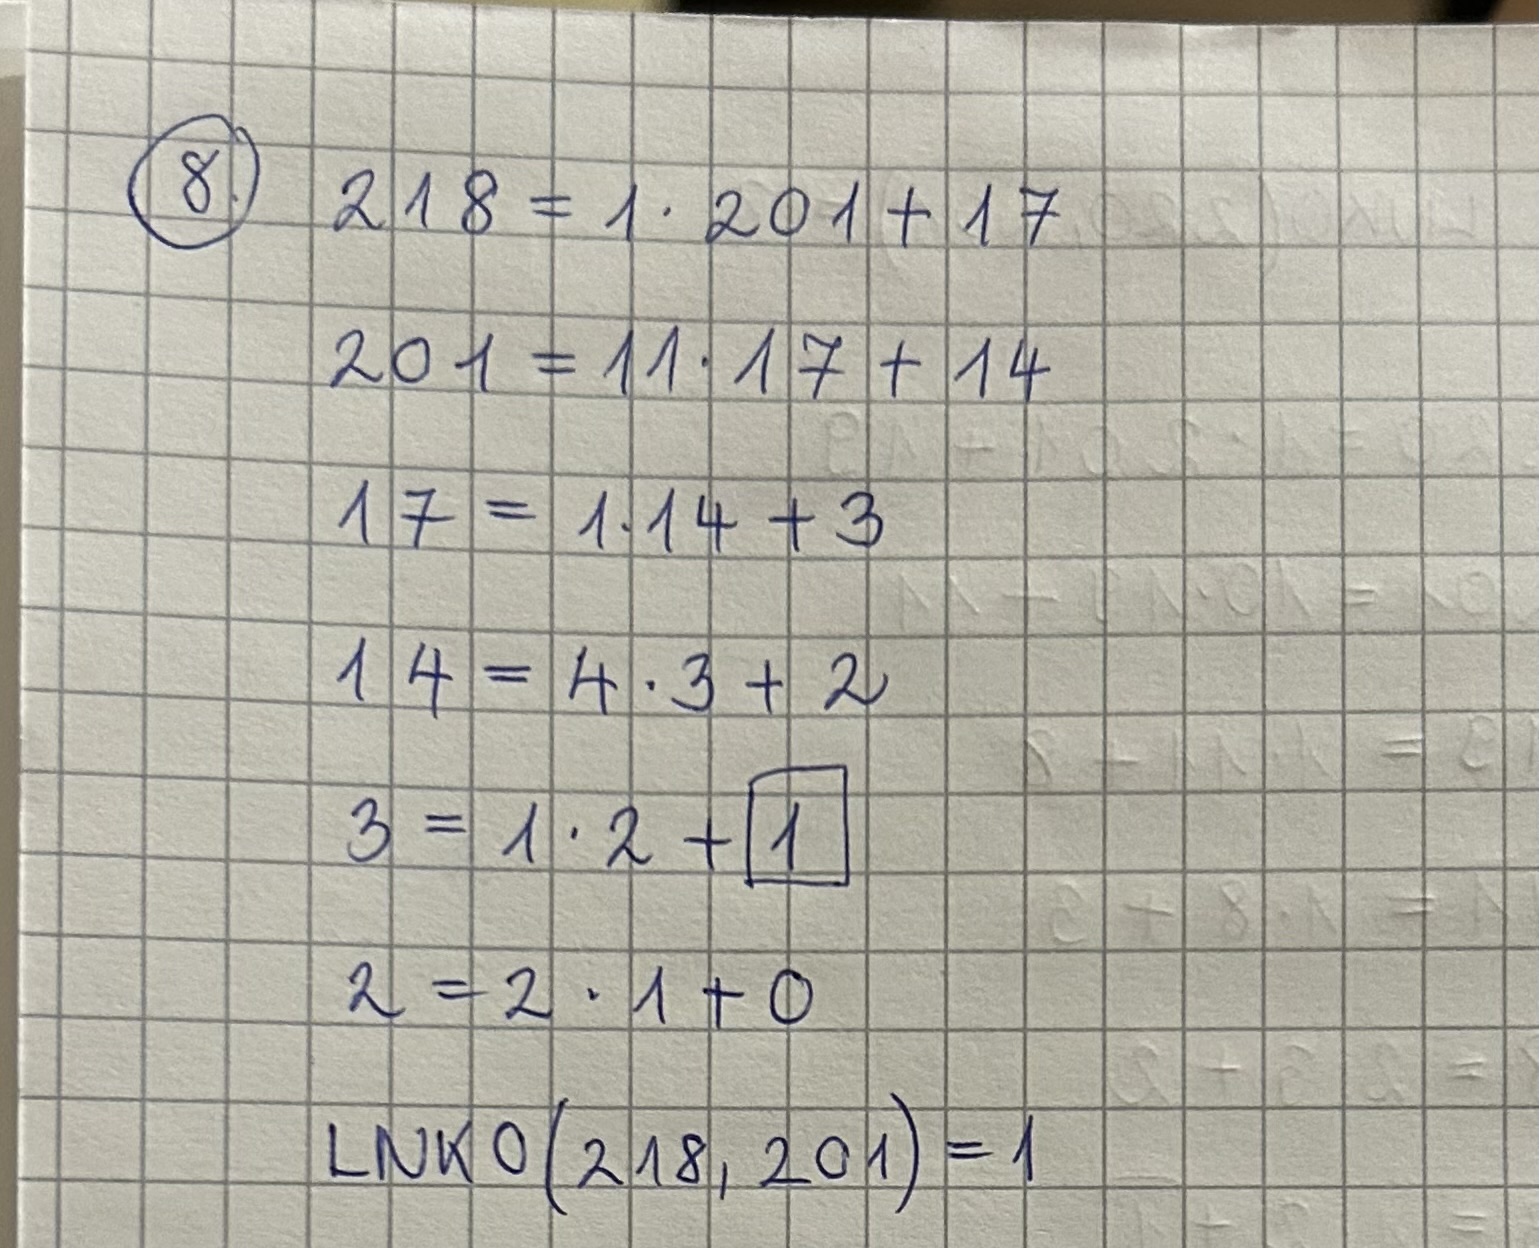 8. 218 = 1 · 201 + 17
201 = 11 · 17 + 14
17 = 1 · 14 + 3
14 = 4 · 3 + 2
3 = 1 · 2 + 1
2 = 2 · 1 + 0
LNKO(218, 201) = 1